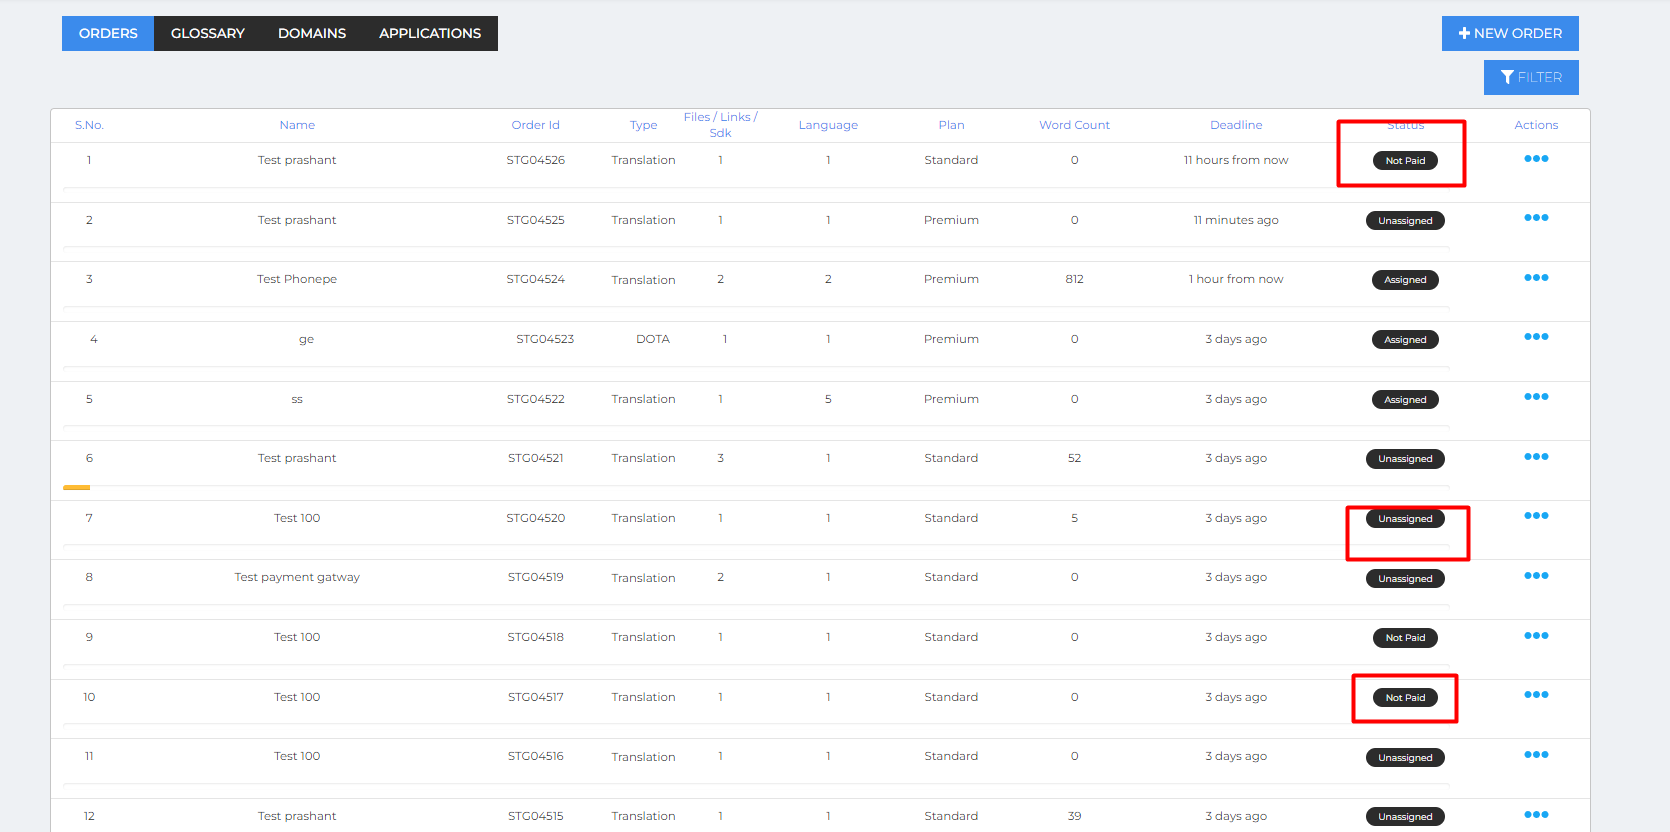 ORDERS GLOSSARY DOMAINS APPLICATIONS
NEW ORDER
FILTER
S.No. Name Order Id Type Files / Links / Sdk Language Plan Word Count Deadline Status Actions
1 Test prashant STG04526 Translation 1 1 Standard 0 11 hours from now Not Paid
2 Test prashant STG04525 Translation 1 1 Premium 0 11 minutes ago Unassigned
3 Test Phonepe STG04524 Translation 2 2 Premium 812 1 hour from now Assigned
4 ge STG04523 DOTA 1 1 Premium 0 3 days ago Assigned
5 ss STG04522 Translation 1 5 Premium 0 3 days ago Assigned
6 Test prashant STG04521 Translation 3 1 Standard 52 3 days ago Unassigned
7 Test 100 STG04520 Translation 1 1 Standard 5 3 days ago Unassigned
8 Test payment gatway STG04519 Translation 2 1 Standard 0 3 days ago Unassigned
9 Test 100 STG04518 Translation 1 1 Standard 0 3 days ago Not Paid
10 Test 100 STG04517 Translation 1 1 Standard 0 3 days ago Not Paid
11 Test 100 STG04516 Translation 1 1 Standard 0 3 days ago Unassigned
12 Test prashant STG04515 Translation 1 1 Standard 39 3 days ago Unassigned